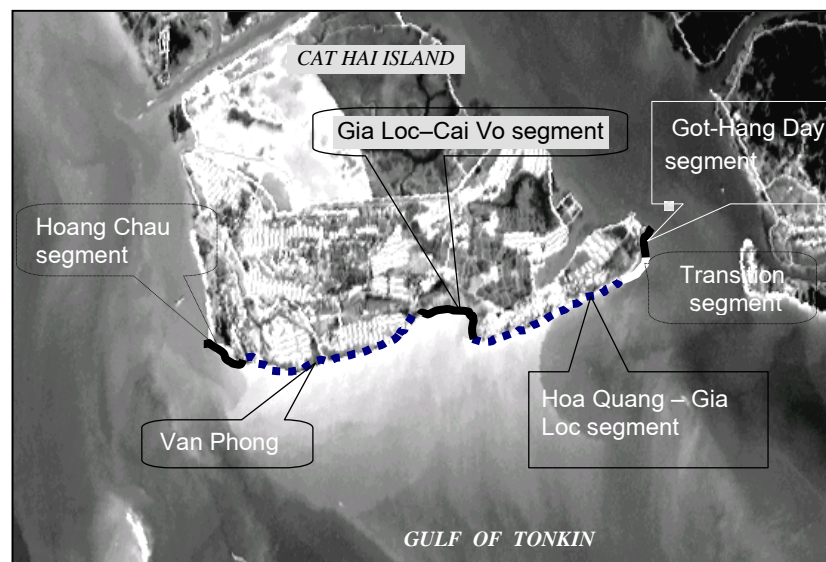 CAT HAI ISLAND
Gia Loc–Cai Vo segment
Got-Hang Day
segment
Hoang Chau
segment
Transition
segment
Hoa Quang – Gia
Loc segment
Van Phong
GULF OF TONKIN